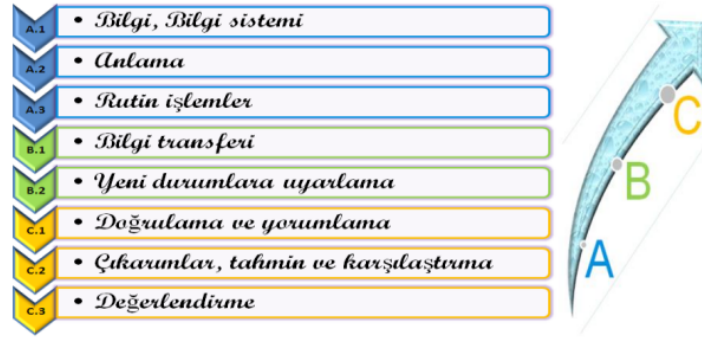 A.1 • Bilgi, Bilgi sistemi
A.2 • Anlama
A.3 • Rutin işlemler
B.1 • Bilgi transferi
B.2 • Yeni durumlara uyarlama
C.1 • Doğrulama ve yorumlama
C.2 • Çıkarımlar, tahmin ve karşılaştırma
C.3 • Değerlendirme
C
B
A